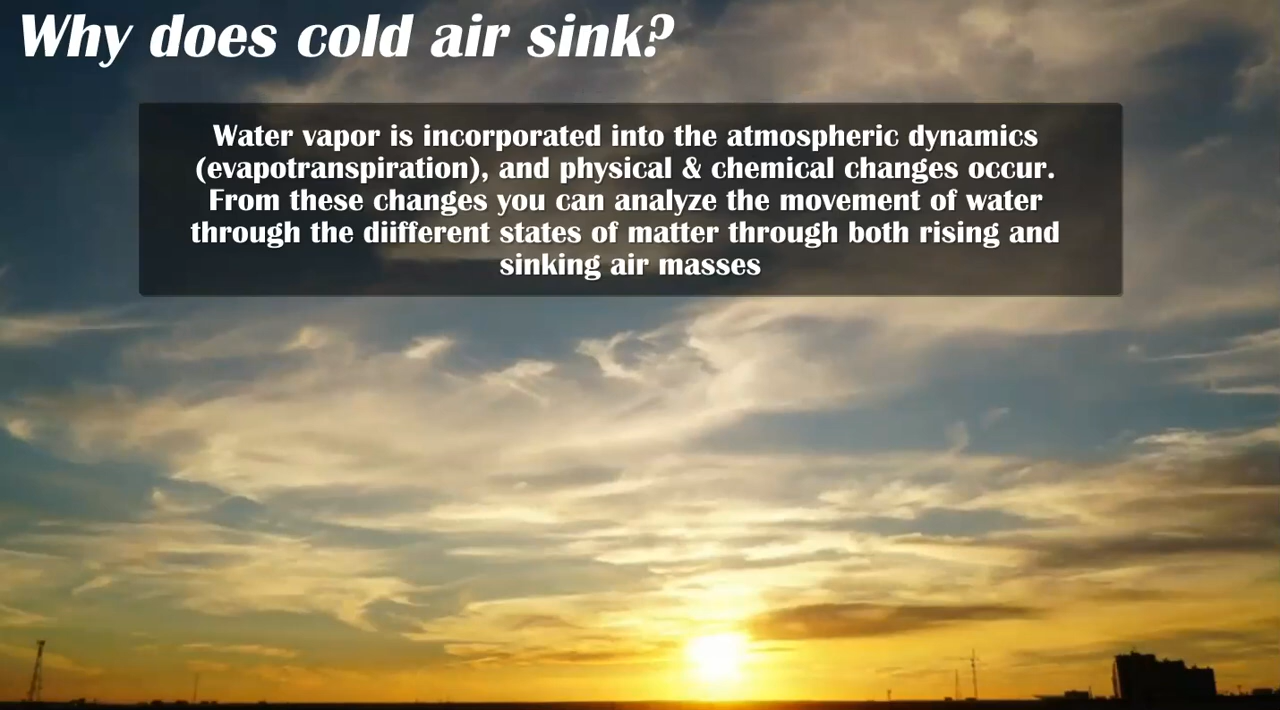 Why does cold air sink?
Water vapor is incorporated into the atmospheric dynamics
(evapotranspiration), and physical & chemical changes occur.
From these changes you can analyze the movement of water
through the diifferent states of matter through both rising and
sinking air masses